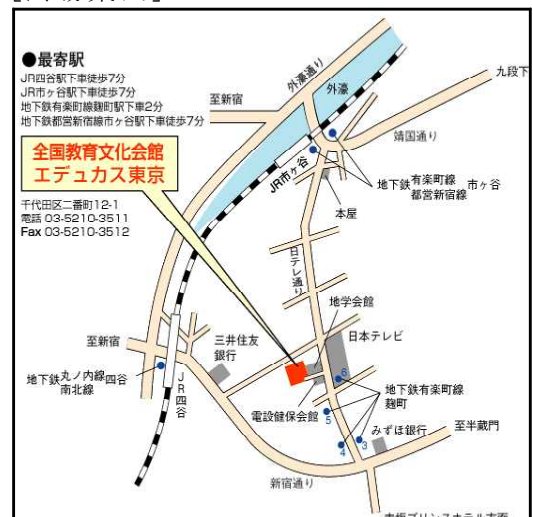 ●最寄駅
JR四谷駅下車徒歩7分
JR市ヶ谷駅下車徒歩7分
地下鉄有楽町線麹町駅下車2分
地下鉄都営新宿線市ヶ谷駅下車徒歩7分
全国教育文化会館
エデュカス東京
千代田区二番町12-1
電話 03-5210-3511
Fax 03-5210-3512
至新宿
外濠通り
外濠
九段下
靖国通り
JR市ヶ谷
地下鉄 有楽町線 都営新宿線 市ヶ谷
本屋
日テレ通り
地学会館
日本テレビ
至新宿
三井住友
銀行
地下鉄 丸ノ内線 南北線 四谷
JR四谷
6
地下鉄有楽町線
麹町
電設健保会館
5
みずほ銀行
至半蔵門
4
3
新宿通り